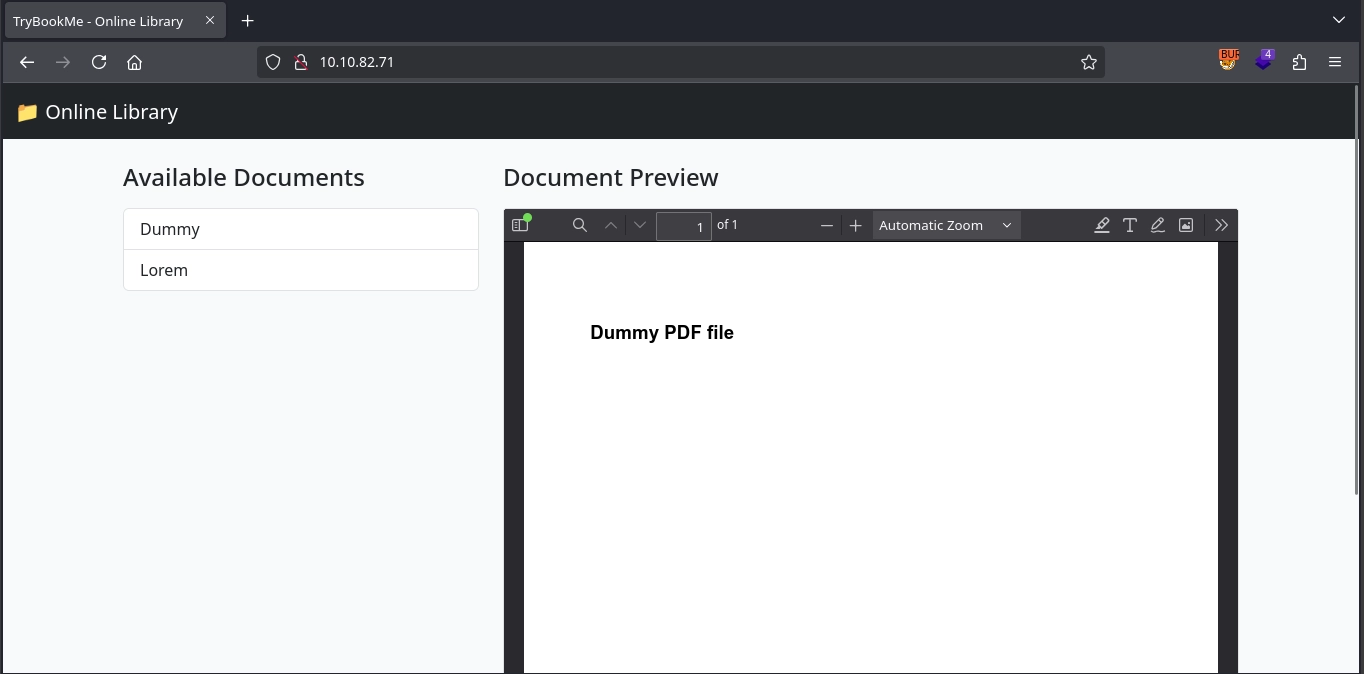 TryBookMe - Online Library
10.10.82.71
BUR
4
Online Library
Available Documents
Dummy
Lorem
Document Preview
1 of 1
Automatic Zoom
Dummy PDF file